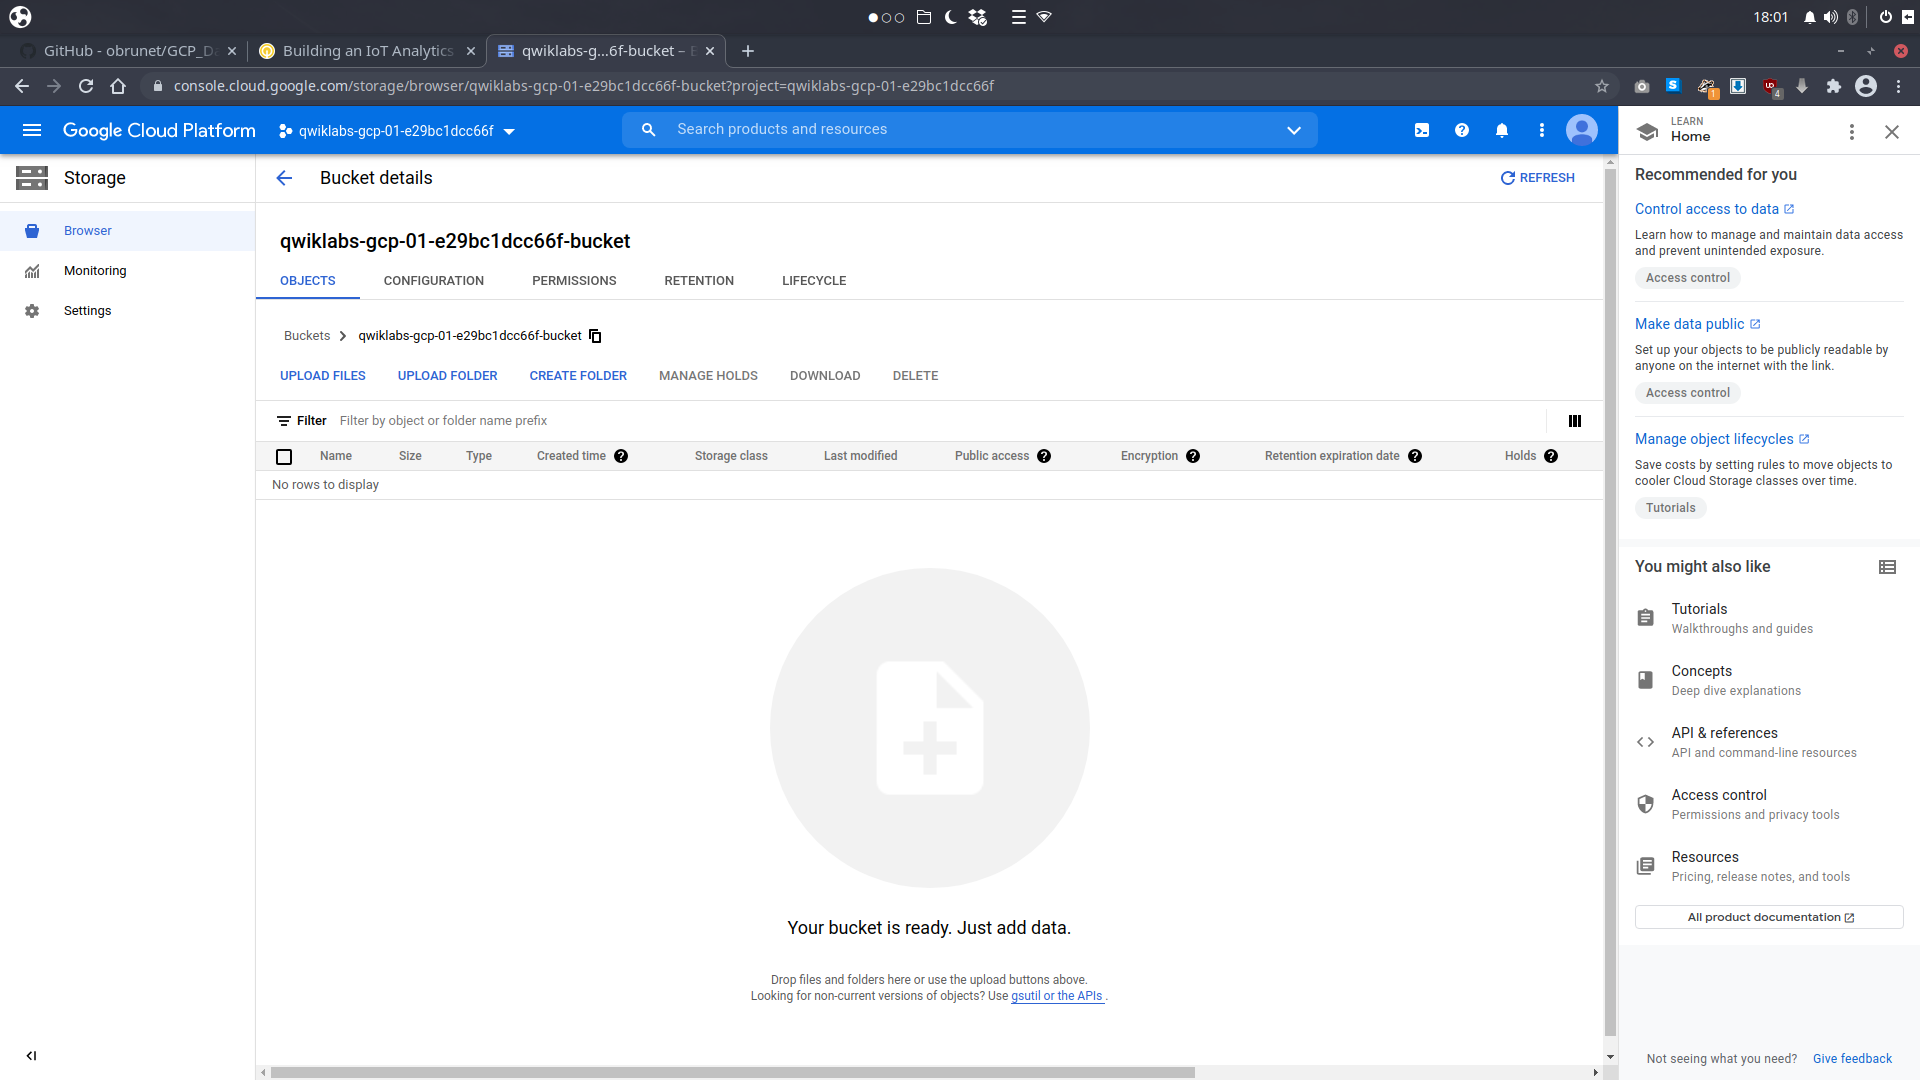 18:01
GitHub - obrunet/GCP_Da
Building an IoT Analytics
qwiklabs-g...6f-bucket –
console.cloud.google.com/storage/browser/qwiklabs-gcp-01-e29bc1dcc66f-bucket?project=qwiklabs-gcp-01-e29bc1dcc66f
S
1
UD
4
Google Cloud Platform
qwiklabs-gcp-01-e29bc1dcc66f
Search products and resources
LEARN
Home
Storage
Browser
Monitoring
Settings
Bucket details
REFRESH
qwiklabs-gcp-01-e29bc1dcc66f-bucket
OBJECTS
CONFIGURATION
PERMISSIONS
RETENTION
LIFECYCLE
Buckets
qwiklabs-gcp-01-e29bc1dcc66f-bucket
UPLOAD FILES
UPLOAD FOLDER
CREATE FOLDER
MANAGE HOLDS
DOWNLOAD
DELETE
Filter
Filter by object or folder name prefix
Name
Size
Type
Created time
Storage class
Last modified
Public access
Encryption
Retention expiration date
Holds
No rows to display
Your bucket is ready. Just add data.
Drop files and folders here or use the upload buttons above.
Looking for non-current versions of objects? Use gsutil or the APIs .
Recommended for you
Control access to data
Learn how to manage and maintain data access
and prevent unintended exposure.
Access control
Make data public
Set up your objects to be publicly readable by
anyone on the internet with the link.
Access control
Manage object lifecycles
Save costs by setting rules to move objects to
cooler Cloud Storage classes over time.
Tutorials
You might also like
Tutorials
Walkthroughs and guides
Concepts
Deep dive explanations
API & references
API and command-line resources
Access control
Permissions and privacy tools
Resources
Pricing, release notes, and tools
All product documentation
Not seeing what you need?
Give feedback